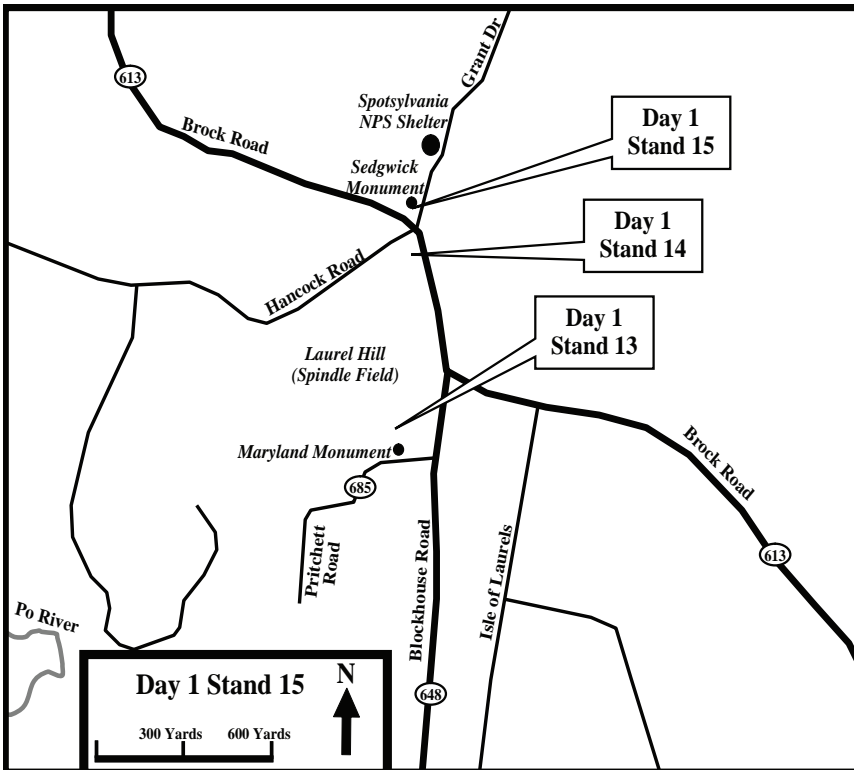 Grant Dr
613
Brock Road
Spotsylvania
NPS Shelter
Day 1
Stand 15
Sedgwick
Monument
Day 1
Stand 14
Hancock Road
Day 1
Stand 13
Laurel Hill
(Spindle Field)
Maryland Monument
685
Brock Road
Pritchett
Road
Blockhouse Road
Isle of Laurels
613
Po River
648
Day 1 Stand 15
N
300 Yards
600 Yards